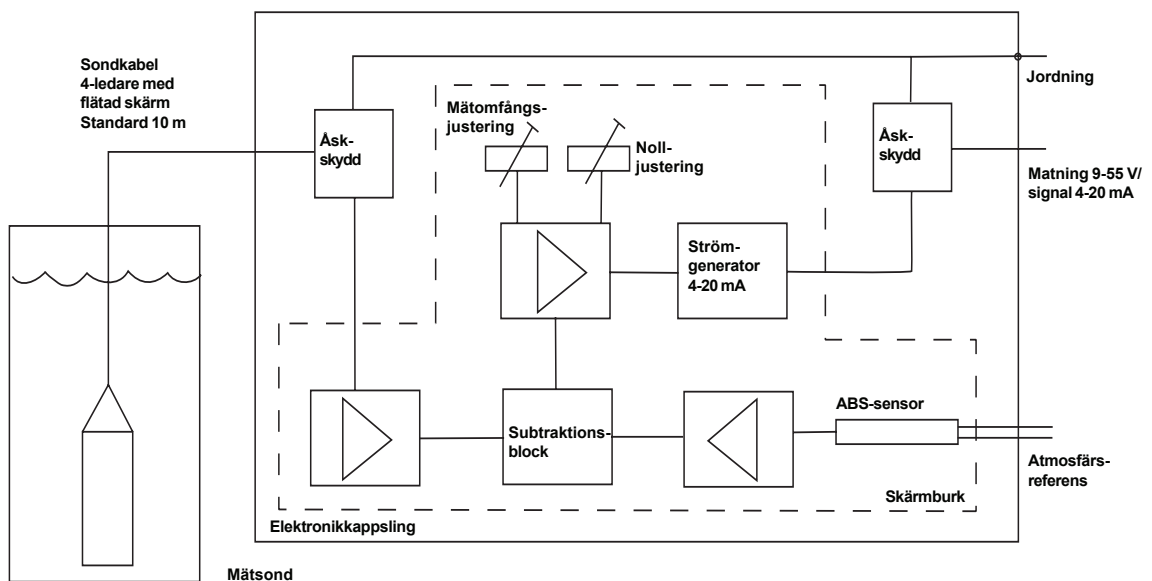 Sondkabel
4-ledare med
flätad skärm
Standard 10 m
Åsk-
skydd
Mätomfångs-
justering
Noll-
justering
Åsk-
skydd
Jordning
Matning 9-55 V/
signal 4-20 mA
Ström-
generator
4-20 mA
Subtraktions-
block
ABS-sensor
Atmosfärs-
referens
Skärmburk
Elektronikkappsling
Mätsond